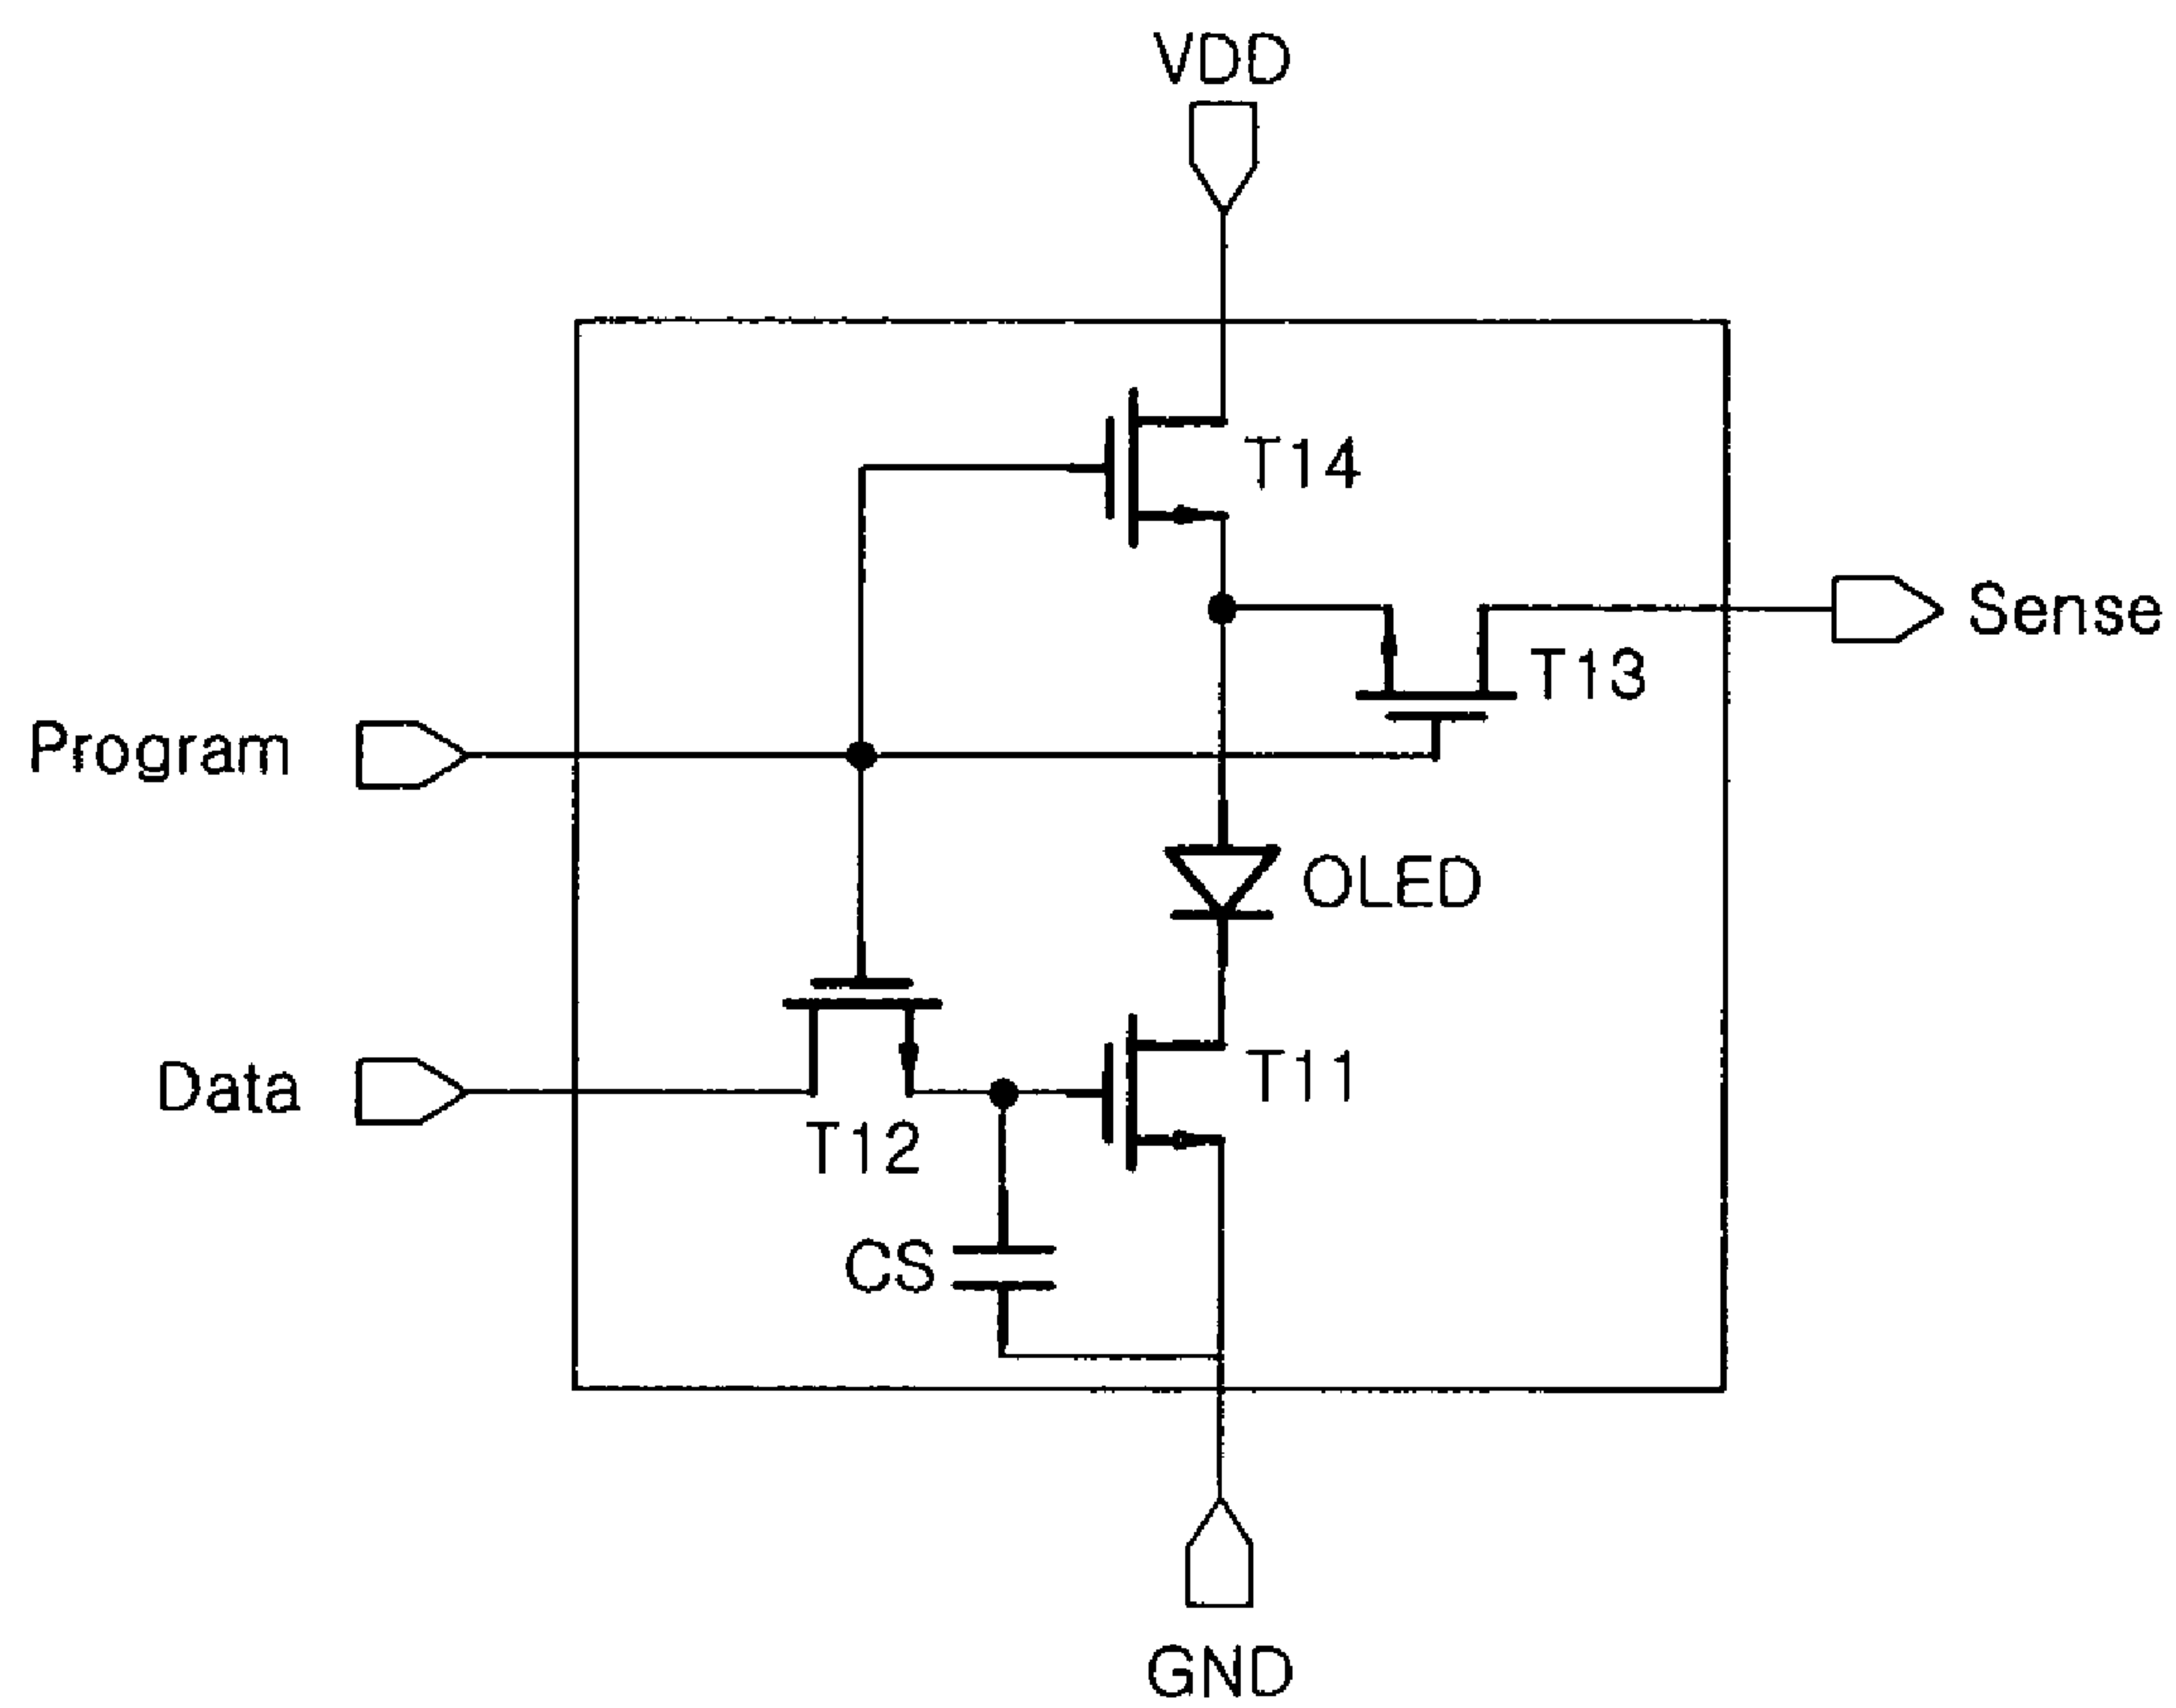 VDD
T14
Sense
T13
Program
OLED
Data
T11
T12
CS
GND